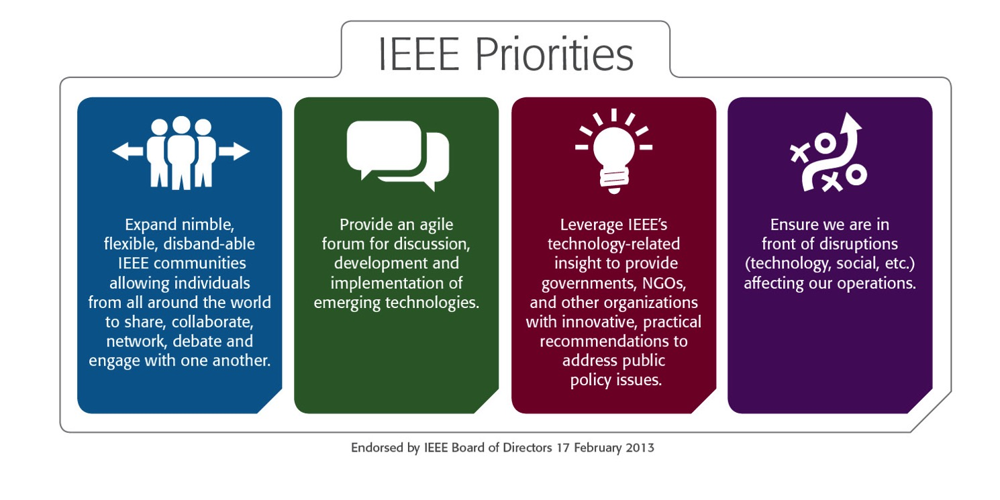 IEEE Priorities
Expand nimble,
flexible, disband-able
IEEE communities
allowing individuals
from all around the world
to share, collaborate,
network, debate and
engage with one another.
Provide an agile
forum for discussion,
development and
implementation of
emerging technologies.
Leverage IEEE’s
technology-related
insight to provide
governments, NGOs,
and other organizations
with innovative, practical
recommendations to
address public
policy issues.
Ensure we are in
front of disruptions
(technology, social, etc.)
affecting our operations.
Endorsed by IEEE Board of Directors 17 February 2013